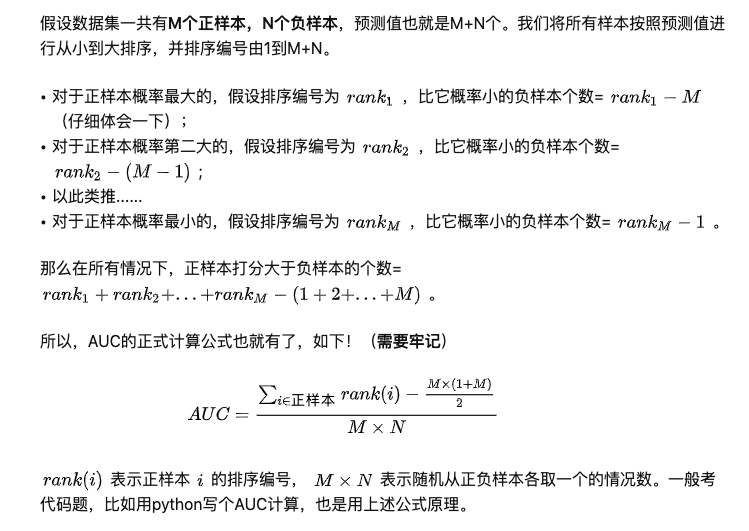 假设数据集一共有M个正样本，N个负样本，预测值也就是M+N个。我们将所有样本按照预测值进
行从小到大排序，并排序编号由1到M+N。
• 对于正样本概率最大的，假设排序编号为 rank₁ ，比它概率小的负样本个数= rank₁ − M
（仔细体会一下）；
• 对于正样本概率第二大的，假设排序编号为 rank₂ ，比它概率小的负样本个数=
rank₂ − (M − 1) ；
• 以此类推......
• 对于正样本概率最小的，假设排序编号为 rank_M ，比它概率小的负样本个数= rank_M − 1 。
那么在所有情况下，正样本打分大于负样本的个数=
rank₁ + rank₂+...+rank_M − (1 + 2+...+M) 。
所以，AUC的正式计算公式也就有了，如下！（需要牢记）
AUC = \frac{\sum_{i∈正样本} rank(i) − \frac{M×(1+M)}{2}}{M × N}
rank(i) 表示正样本 i 的排序编号， M × N 表示随机从正负样本各取一个的情况数。一般考
代码题，比如用python写个AUC计算，也是用上述公式原理。